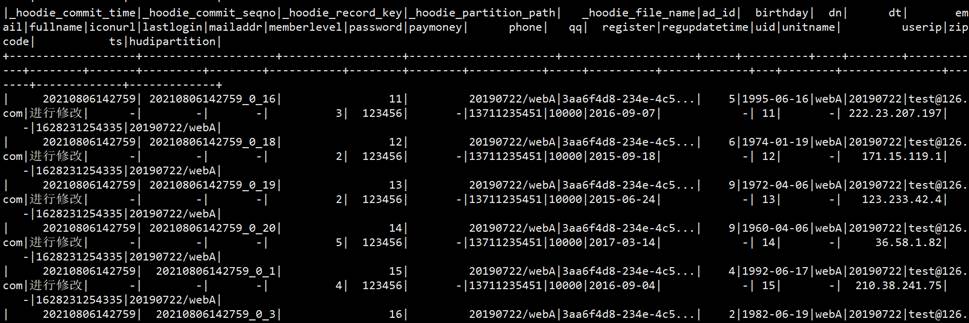 |_hoodie_commit_time|_hoodie_commit_seqno|_hoodie_record_key|_hoodie_partition_path|   _hoodie_file_name|ad_id|  birthday|  dn|      dt|          em
ail|fullname|iconurl|lastlogin|mailaddr|memberlevel|password|paymoney|      phone|   qq|  register|regupdatetime|uid|unitname|         userip|zip
code|           ts|hudipartition|
+-------------------+--------------------+------------------+----------------------+--------------------+-----+----------+----+--------+------------
---+--------+-------+---------+--------+-----------+--------+--------+-----------+-----+----------+-------------+---+--------+---------------+---
----+-------------+-------------+
|     20210806142759| 20210806142759_0_16|                11|         20190722/webA|3aa6f4d8-234e-4c5...|    5|1995-06-16|webA|20190722|test@126.
com|进行修改|      -|        -|       -|          3|  123456|       -|13711235451|10000|2016-09-07|            -| 11|       -| 222.23.207.197|
   -|1628231254335|20190722/webA|
|     20210806142759| 20210806142759_0_18|                12|         20190722/webA|3aa6f4d8-234e-4c5...|    6|1974-01-19|webA|20190722|test@126.
com|进行修改|      -|        -|       -|          2|  123456|       -|13711235451|10000|2015-09-18|            -| 12|       -|   171.15.119.1|
   -|1628231254335|20190722/webA|
|     20210806142759| 20210806142759_0_19|                13|         20190722/webA|3aa6f4d8-234e-4c5...|    9|1972-04-06|webA|20190722|test@126.
com|进行修改|      -|        -|       -|          2|  123456|       -|13711235451|10000|2015-06-24|            -| 13|       -|   123.233.42.4|
   -|1628231254335|20190722/webA|
|     20210806142759| 20210806142759_0_20|                14|         20190722/webA|3aa6f4d8-234e-4c5...|    9|1960-04-06|webA|20190722|test@126.
com|进行修改|      -|        -|       -|          5|  123456|       -|13711235451|10000|2017-03-14|            -| 14|       -|     36.58.1.82|
   -|1628231254335|20190722/webA|
|     20210806142759|  20210806142759_0_1|                15|         20190722/webA|3aa6f4d8-234e-4c5...|    4|1992-06-17|webA|20190722|test@126.
com|进行修改|      -|        -|       -|          4|  123456|       -|13711235451|10000|2016-09-04|            -| 15|       -|  210.38.241.75|
   -|1628231254335|20190722/webA|
|     20210806142759|  20210806142759_0_3|                16|         20190722/webA|3aa6f4d8-234e-4c5...|    2|1982-06-19|webA|20190722|test@126.